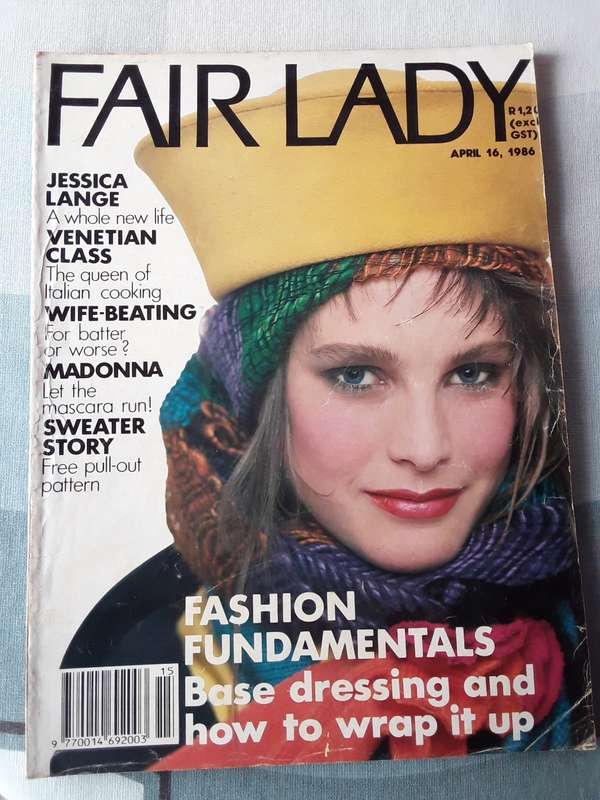 FAIR LADY
R1,20
(excl
GST)
APRIL 16, 1986
JESSICA
LANGE
A whole new life
VENETIAN
CLASS
The queen of
Italian cooking
WIFE-BEATING
For batter
or worse?
MADONNA
Let the
mascara run!
SWEATER
STORY
Free pull-out
pattern
FASHION
FUNDAMENTALS
Base dressing and
how to wrap it up
15
9 770014 692003